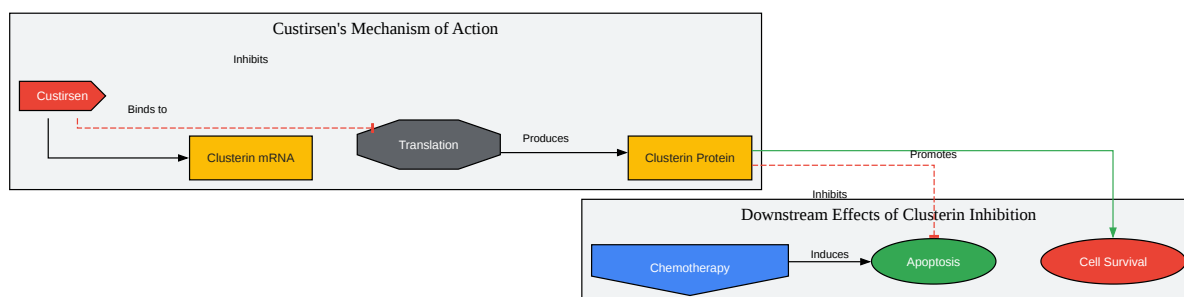 Custirsen's Mechanism of Action
Inhibits
Custirsen
Binds to
Translation
Produces
Clusterin mRNA
Clusterin Protein
Promotes
Inhibits
Downstream Effects of Clusterin Inhibition
Chemotherapy
Induces
Apoptosis
Cell Survival